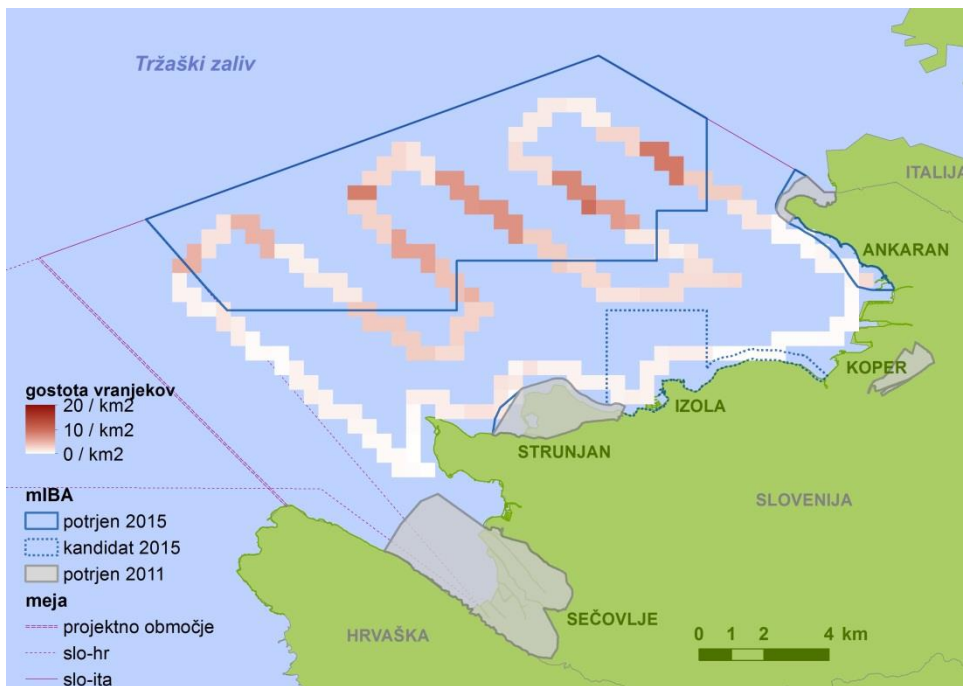 Tržaški zaliv
ITALIJA
ANKARAN
KOPER
IZOLA
STRUNJAN
SLOVENIJA
SEČOVLJE
HRVAŠKA
gostota vranjekov
20 / km2
10 / km2
0 / km2
mIBA
potrjen 2015
kandidat 2015
potrjen 2011
meja
projektno območje
slo-hr
slo-ita
0 1 2 4 km